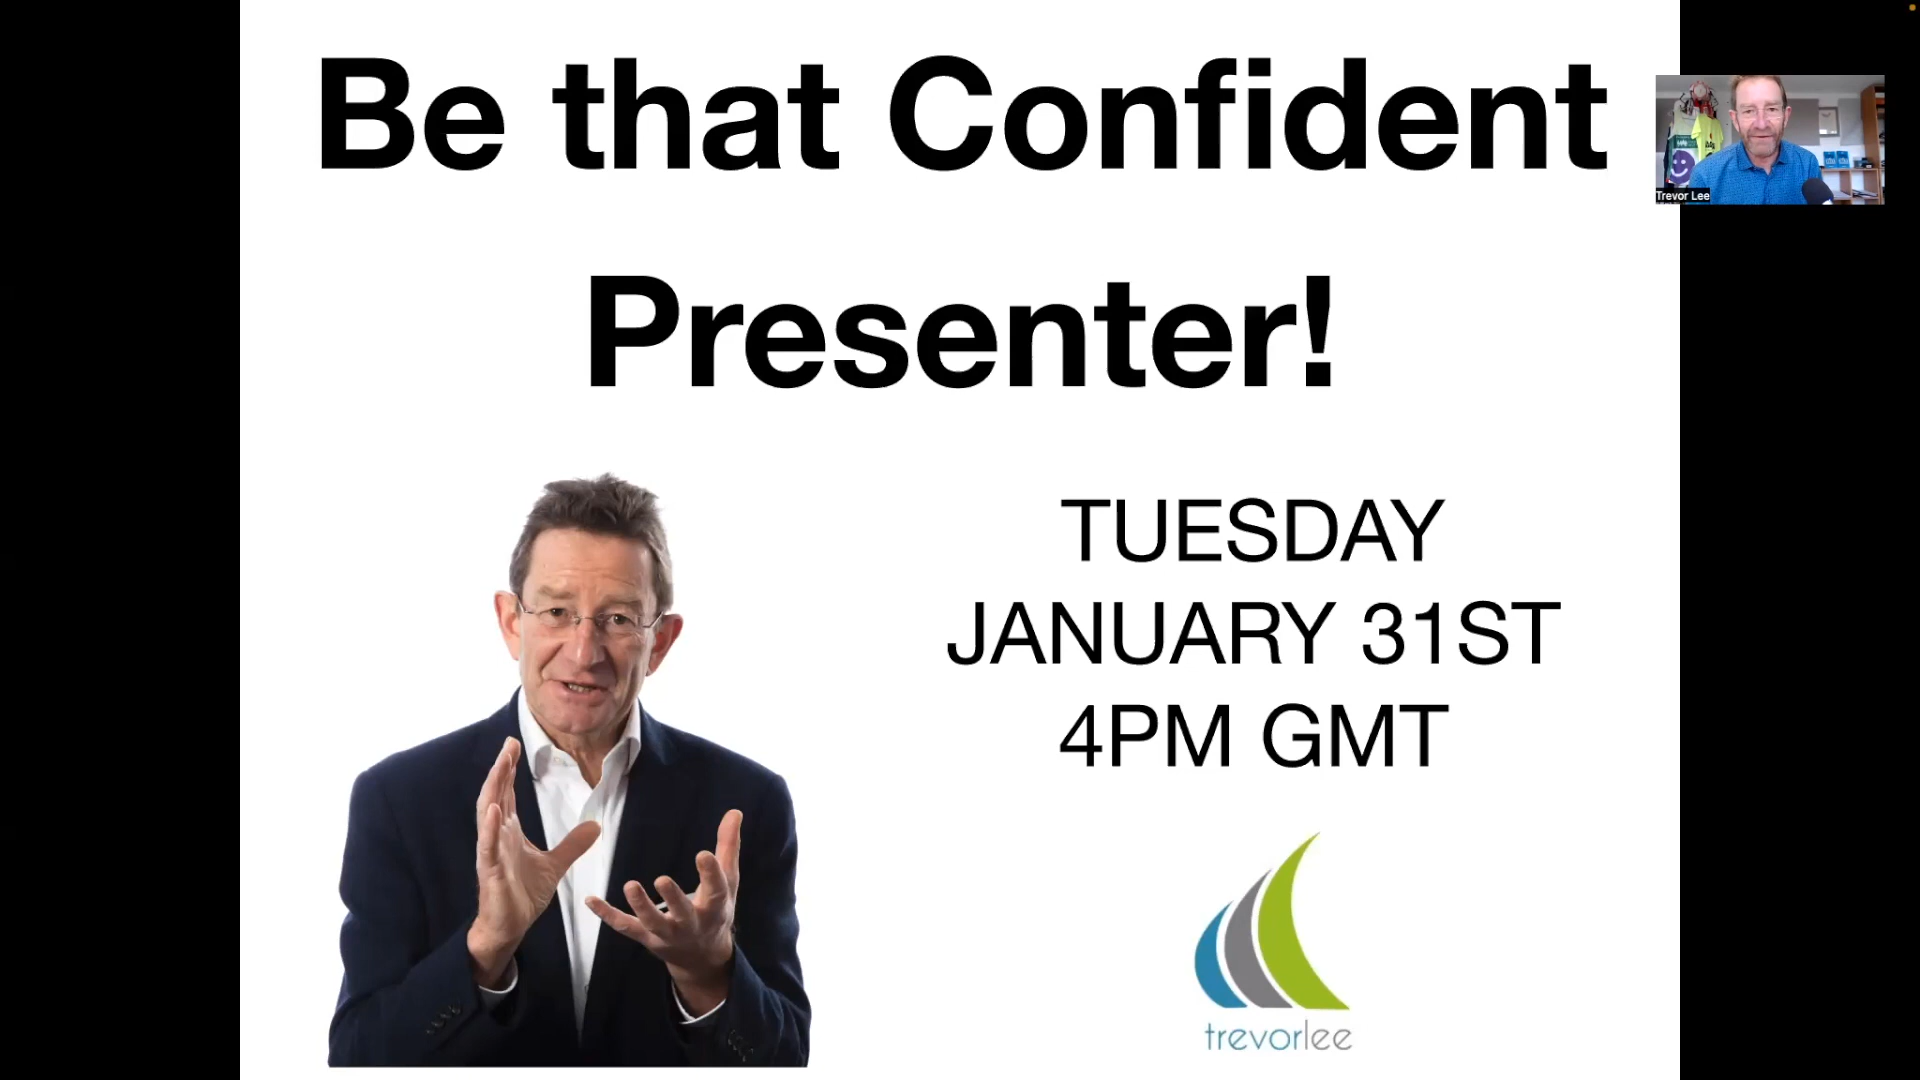 Be that Confident
Presenter!
Trevor Lee
TUESDAY
JANUARY 31ST
4PM GMT
trevorlee